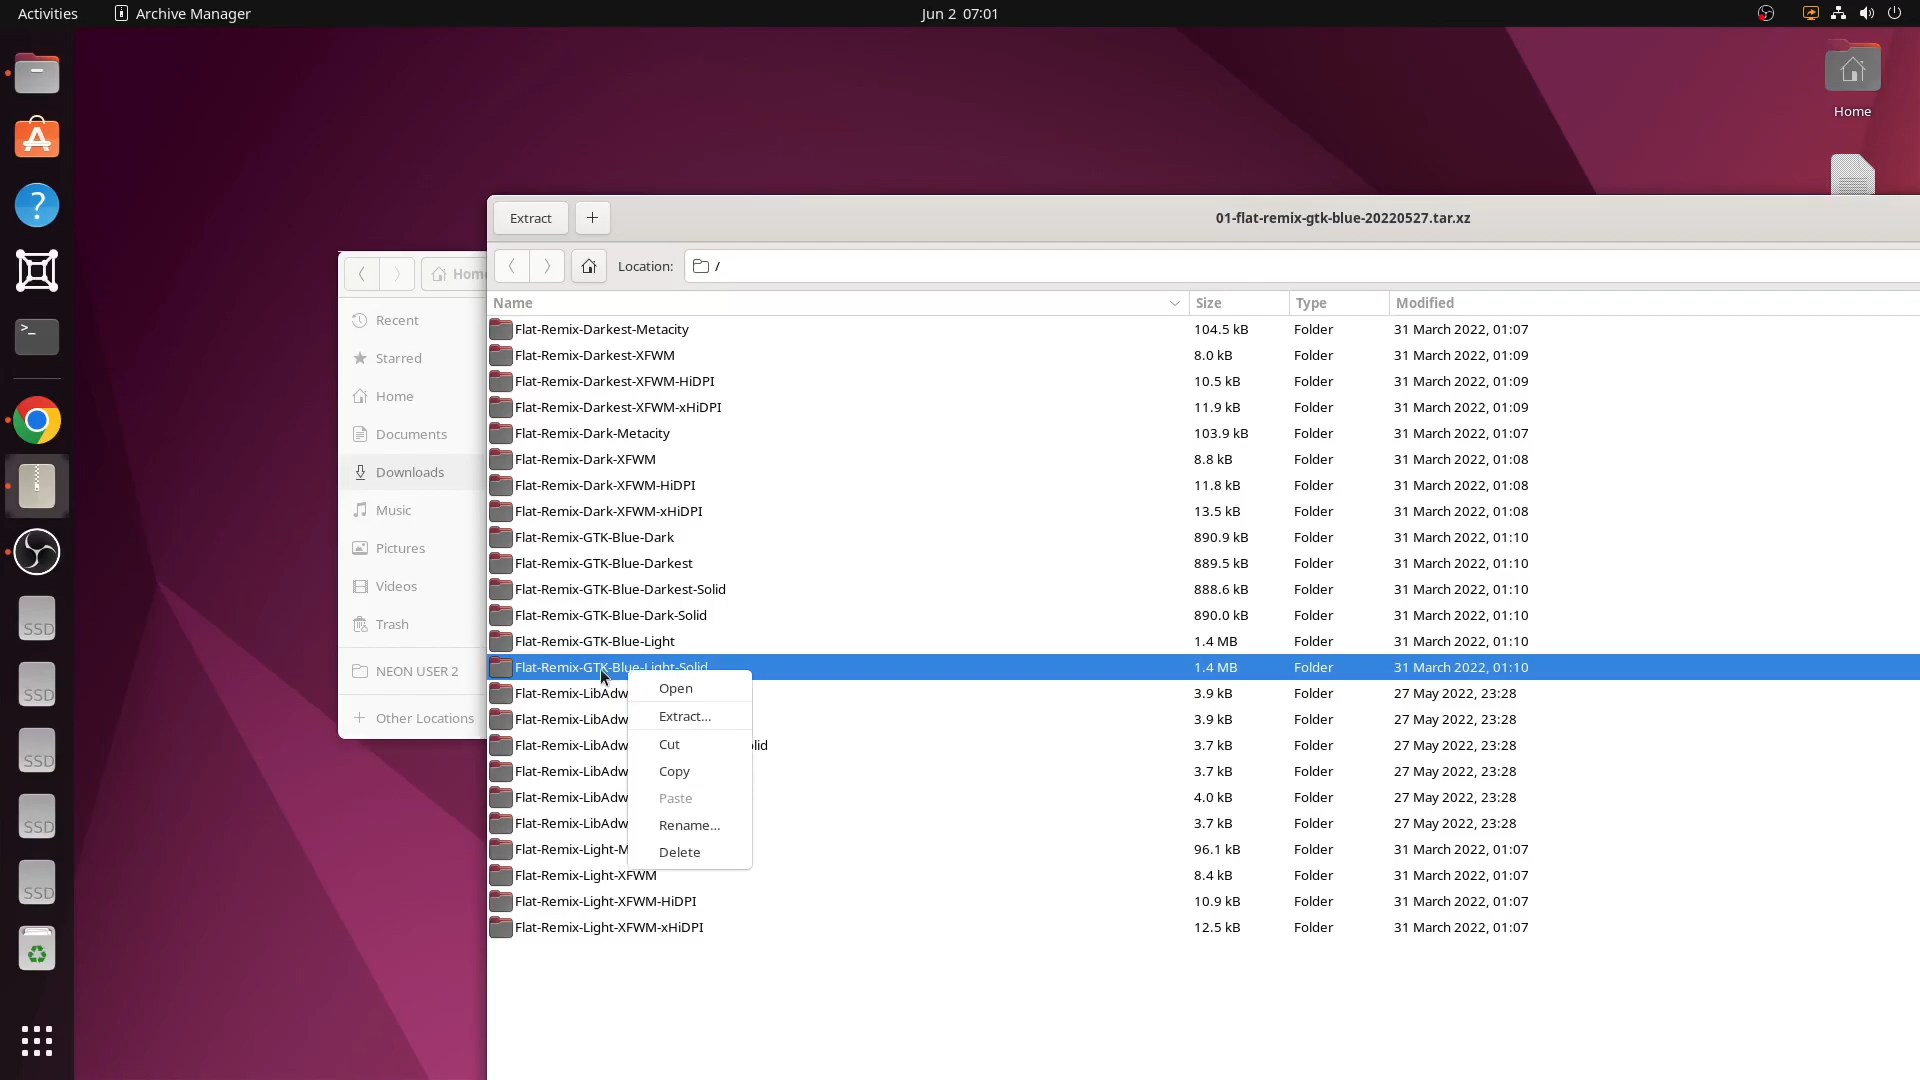 Activities Archive Manager Jun 2 07:01
Home
Extract + 01-flat-remix-gtk-blue-20220527.tar.xz
Home
Location: /
Recent
Starred
Home
Documents
Downloads
Music
Pictures
Videos
Trash
NEON USER 2
Other Locations
Name Size Type Modified
Flat-Remix-Darkest-Metacity 104.5 kB Folder 31 March 2022, 01:07
Flat-Remix-Darkest-XFWM 8.0 kB Folder 31 March 2022, 01:09
Flat-Remix-Darkest-XFWM-HiDPI 10.5 kB Folder 31 March 2022, 01:09
Flat-Remix-Darkest-XFWM-xHiDPI 11.9 kB Folder 31 March 2022, 01:09
Flat-Remix-Dark-Metacity 103.9 kB Folder 31 March 2022, 01:07
Flat-Remix-Dark-XFWM 8.8 kB Folder 31 March 2022, 01:08
Flat-Remix-Dark-XFWM-HiDPI 11.8 kB Folder 31 March 2022, 01:08
Flat-Remix-Dark-XFWM-xHiDPI 13.5 kB Folder 31 March 2022, 01:08
Flat-Remix-GTK-Blue-Dark 890.9 kB Folder 31 March 2022, 01:10
Flat-Remix-GTK-Blue-Darkest 889.5 kB Folder 31 March 2022, 01:10
Flat-Remix-GTK-Blue-Darkest-Solid 888.6 kB Folder 31 March 2022, 01:10
Flat-Remix-GTK-Blue-Dark-Solid 890.0 kB Folder 31 March 2022, 01:10
Flat-Remix-GTK-Blue-Light 1.4 MB Folder 31 March 2022, 01:10
Flat-Remix-GTK-Blue-Light-Solid 1.4 MB Folder 31 March 2022, 01:10
Flat-Remix-LibAdw 3.9 kB Folder 27 May 2022, 23:28
Flat-Remix-LibAdw 3.9 kB Folder 27 May 2022, 23:28
Flat-Remix-LibAdw lid 3.7 kB Folder 27 May 2022, 23:28
Flat-Remix-LibAdw 3.7 kB Folder 27 May 2022, 23:28
Flat-Remix-LibAdw 4.0 kB Folder 27 May 2022, 23:28
Flat-Remix-LibAdw 3.7 kB Folder 27 May 2022, 23:28
Flat-Remix-Light-M 96.1 kB Folder 31 March 2022, 01:07
Flat-Remix-Light-XFWM 8.4 kB Folder 31 March 2022, 01:07
Flat-Remix-Light-XFWM-HiDPI 10.9 kB Folder 31 March 2022, 01:07
Flat-Remix-Light-XFWM-xHiDPI 12.5 kB Folder 31 March 2022, 01:07
Open
Extract...
Cut
Copy
Paste
Rename...
Delete
SSD
SSD
SSD
SSD
SSD